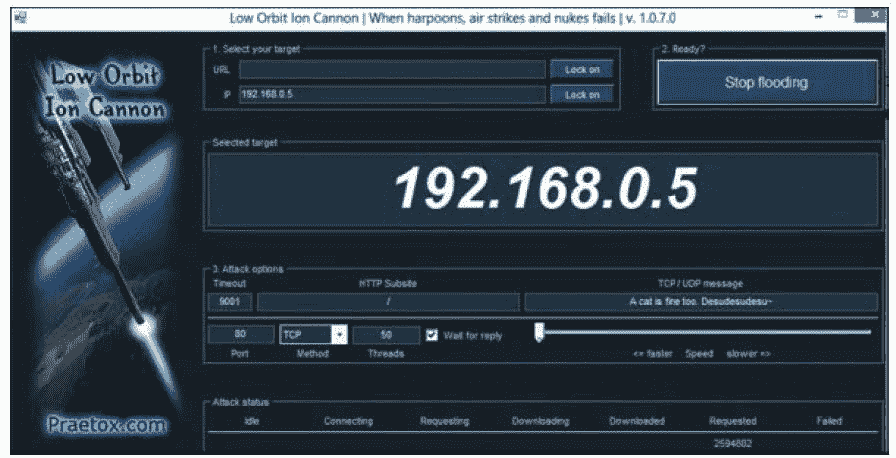 Low Orbit Ion Cannon | When harpoons, air strikes and nukes fails | v. 1.0.7.0
Low Orbit
Ion Cannon
1. Select your target
URL
Lock on
IP
192.168.0.5
Lock on
2. Ready?
Stop flooding
Selected target
192.168.0.5
3. Attack options
Timeout
HTTP Subsite
TCP / UDP message
9001
/
A cat is fine too. Desudesudesu~
80
TCP
50
Wait for reply
Port
Method
Threads
<= faster Speed slower =>
Attack status
Idle
Connecting
Requesting
Downloading
Downloaded
Requested
Failed
2594882
Praetox.com